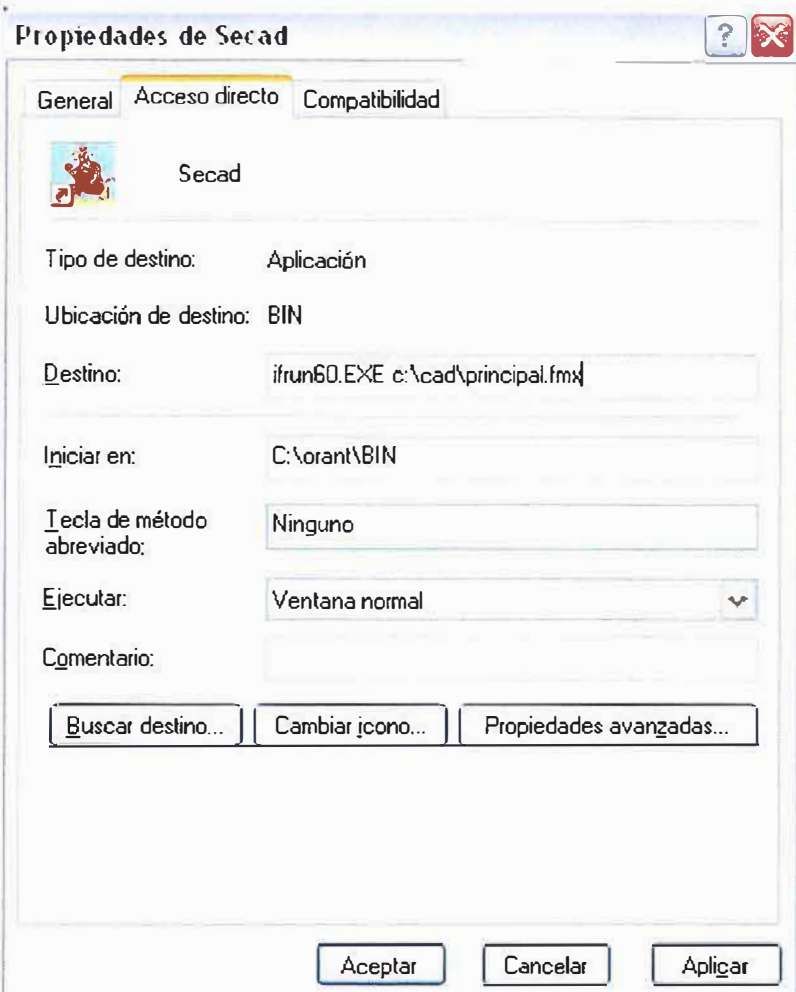 Propiedades de Secad
General Acceso directo Compatibilidad
Secad
Tipo de destino: Aplicación
Ubicación de destino: BIN
Destino: ifrun60.EXE c:\cad\principal.fmx
Iniciar en: C:\orant\BIN
Tecla de método abreviado: Ninguno
Ejecutar: Ventana normal
Comentario:
Buscar destino... Cambiar icono... Propiedades avanzadas...
Aceptar Cancelar Aplicar